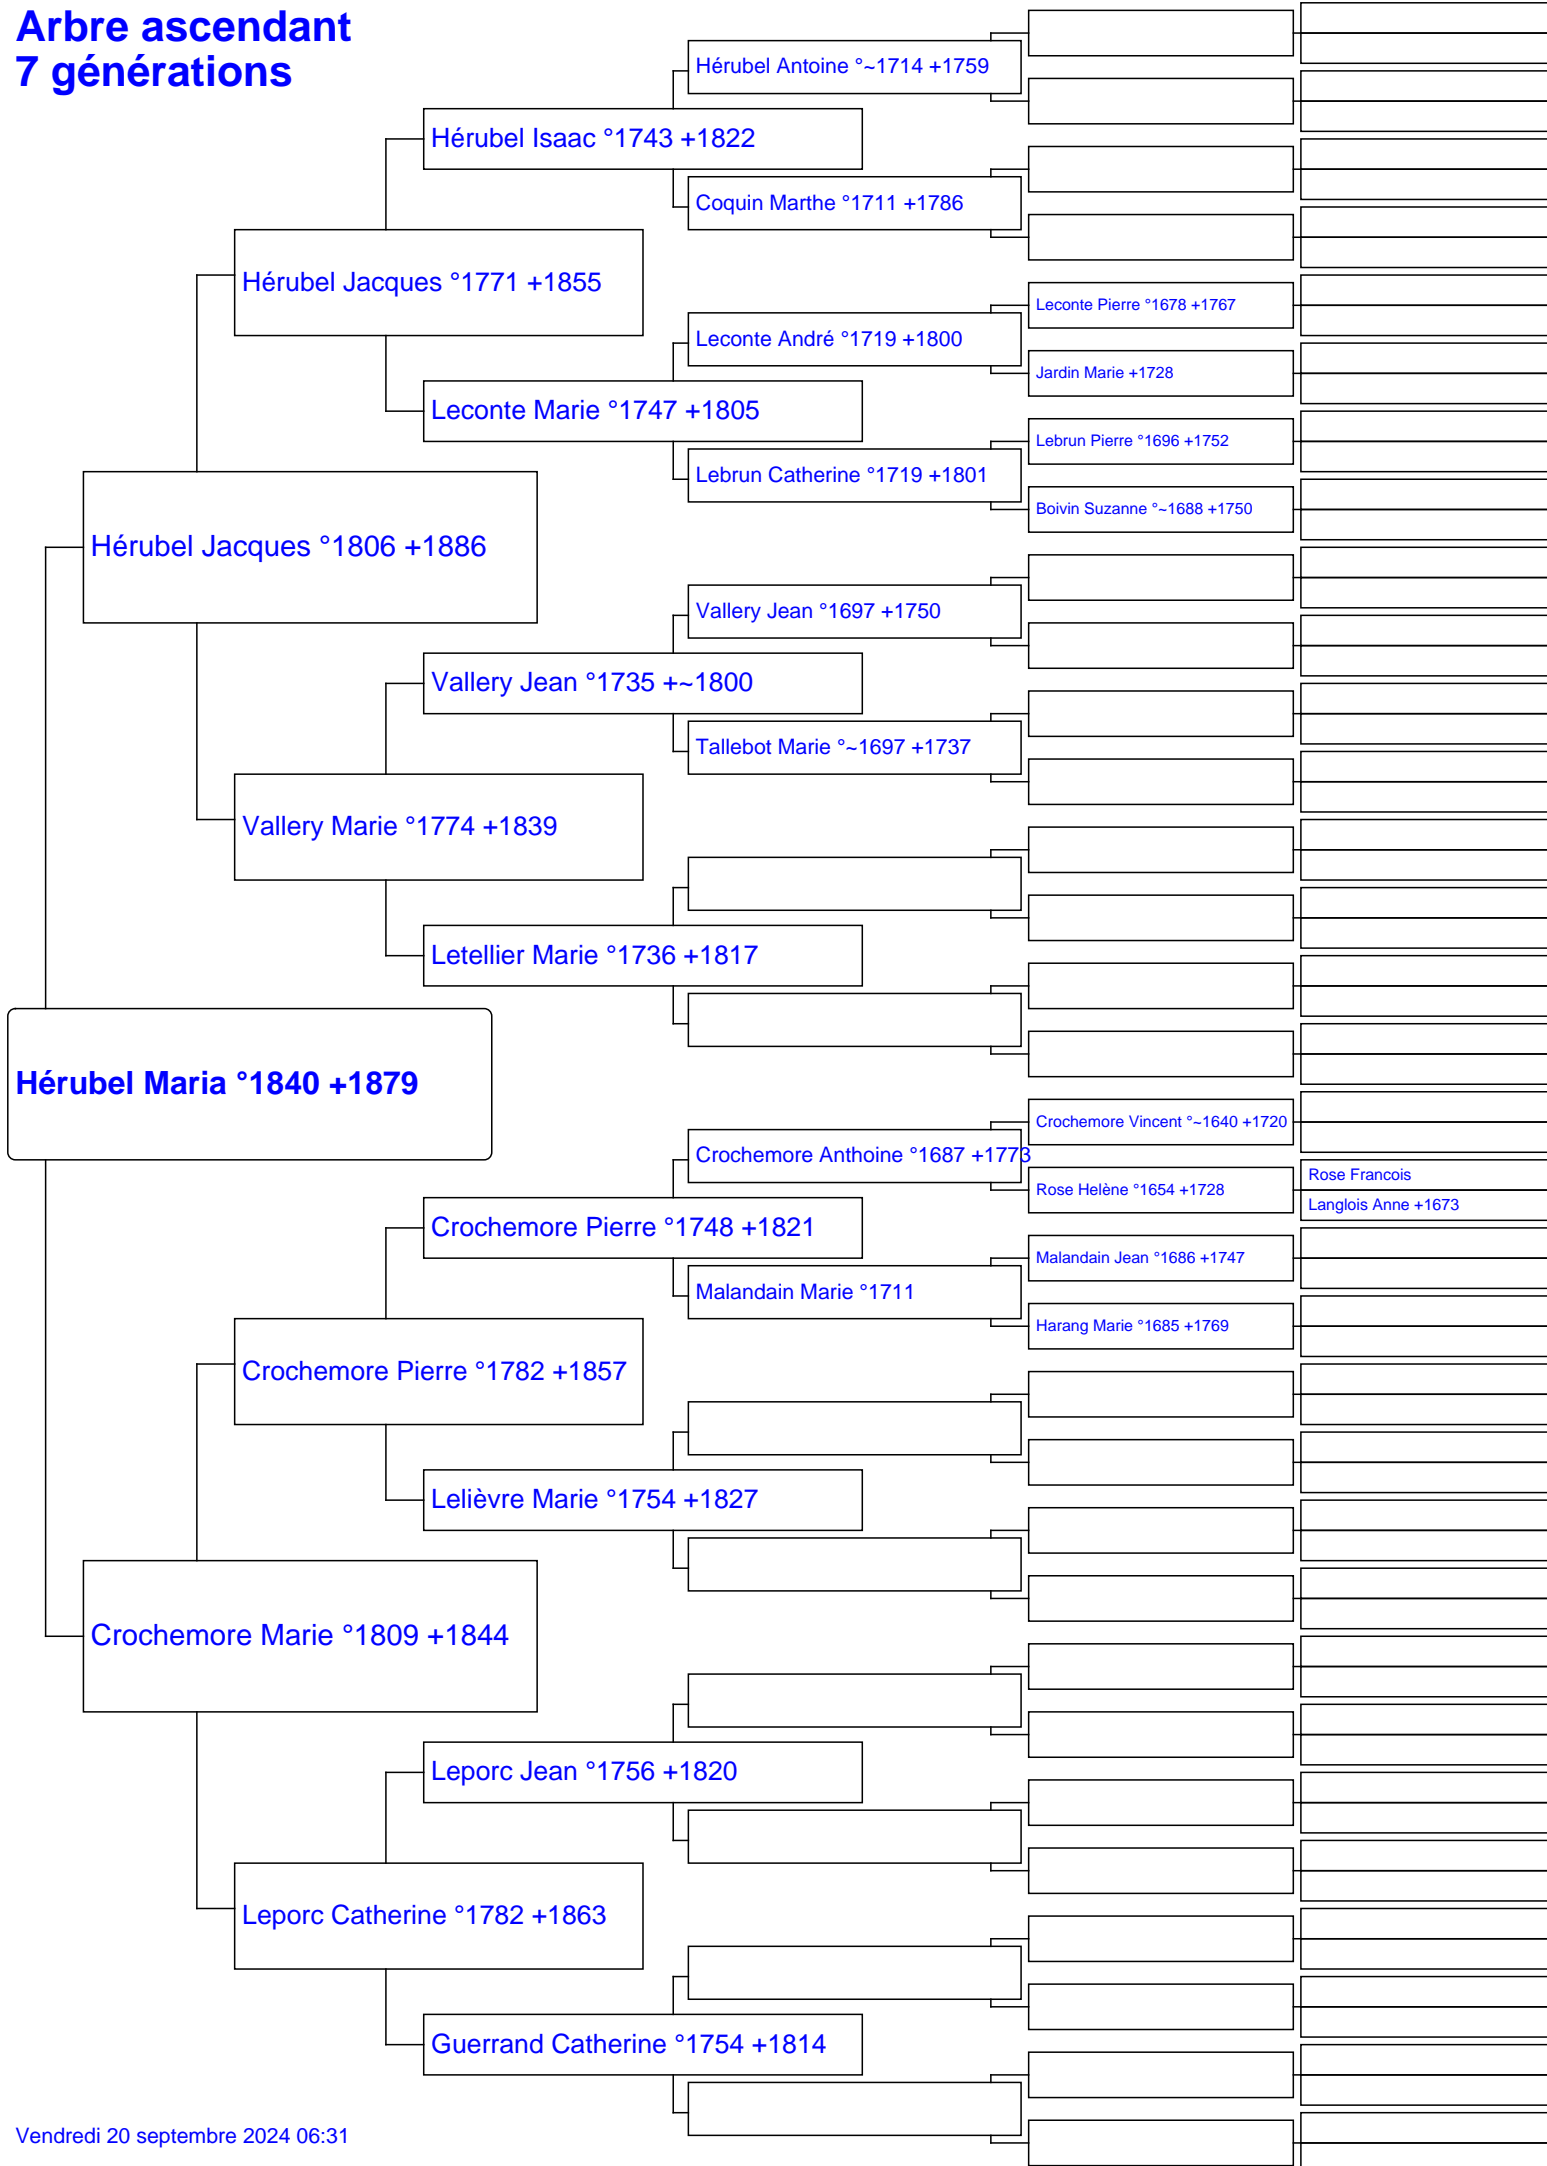 Arbre ascendant
7 générations
Hérubel Antoine °~1714 +1759
Hérubel Isaac °1743 +1822
Coquin Marthe °1711 +1786
Hérubel Jacques °1771 +1855
Leconte Pierre °1678 +1767
Leconte André °1719 +1800
Jardin Marie +1728
Leconte Marie °1747 +1805
Lebrun Pierre °1696 +1752
Lebrun Catherine °1719 +1801
Boivin Suzanne °~1688 +1750
Hérubel Jacques °1806 +1886
Vallery Jean °1697 +1750
Vallery Jean °1735 +~1800
Tallebot Marie °~1697 +1737
Vallery Marie °1774 +1839
Letellier Marie °1736 +1817
Hérubel Maria °1840 +1879
Crochemore Vincent °~1640 +1720
Crochemore Anthoine °1687 +1773
Rose Francois
Rose Helène °1654 +1728
Langlois Anne +1673
Crochemore Pierre °1748 +1821
Malandain Jean °1686 +1747
Malandain Marie °1711
Harang Marie °1685 +1769
Crochemore Pierre °1782 +1857
Lelièvre Marie °1754 +1827
Crochemore Marie °1809 +1844
Leporc Jean °1756 +1820
Leporc Catherine °1782 +1863
Guerrand Catherine °1754 +1814
Vendredi 20 septembre 2024 06:31